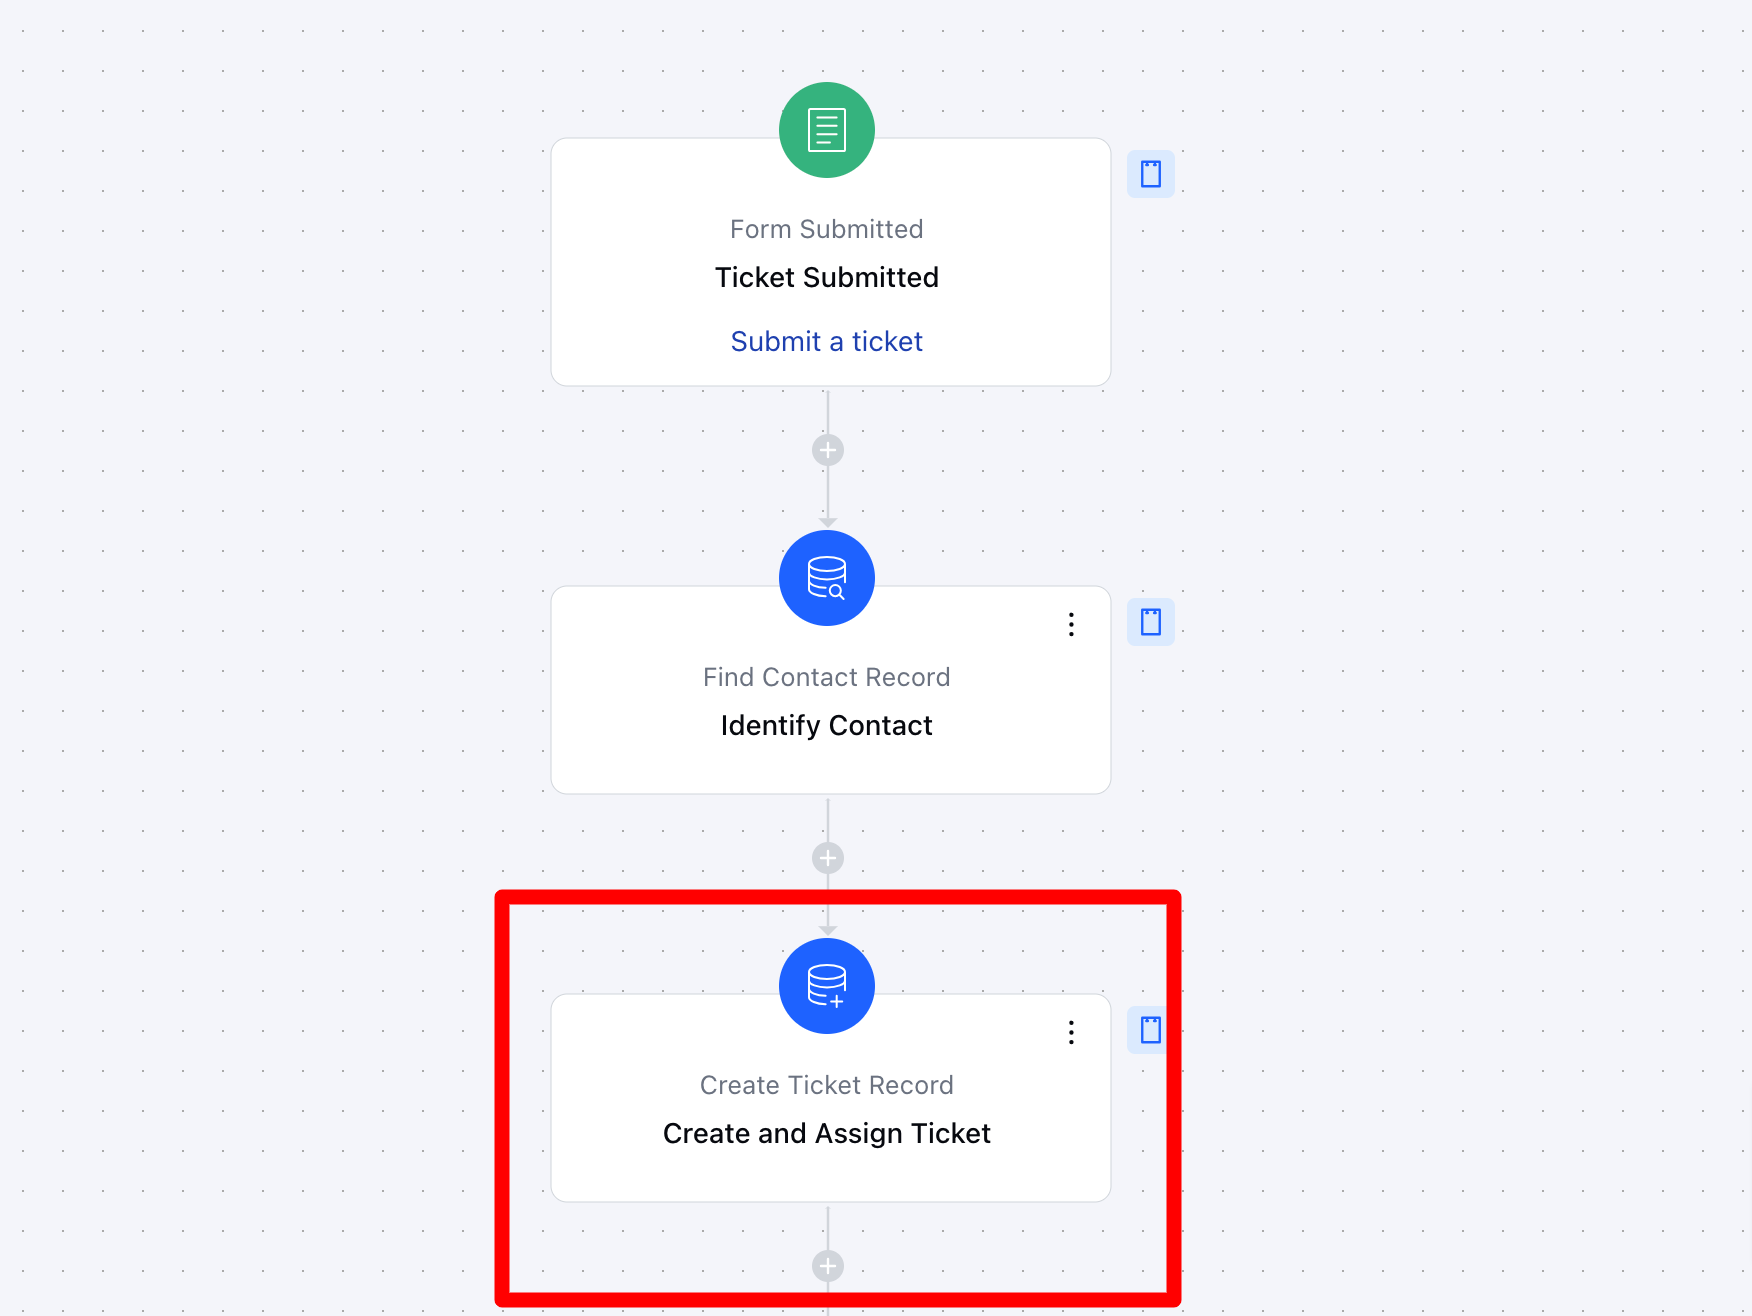 Form Submitted
Ticket Submitted
Submit a ticket
Find Contact Record
Identify Contact
Create Ticket Record
Create and Assign Ticket